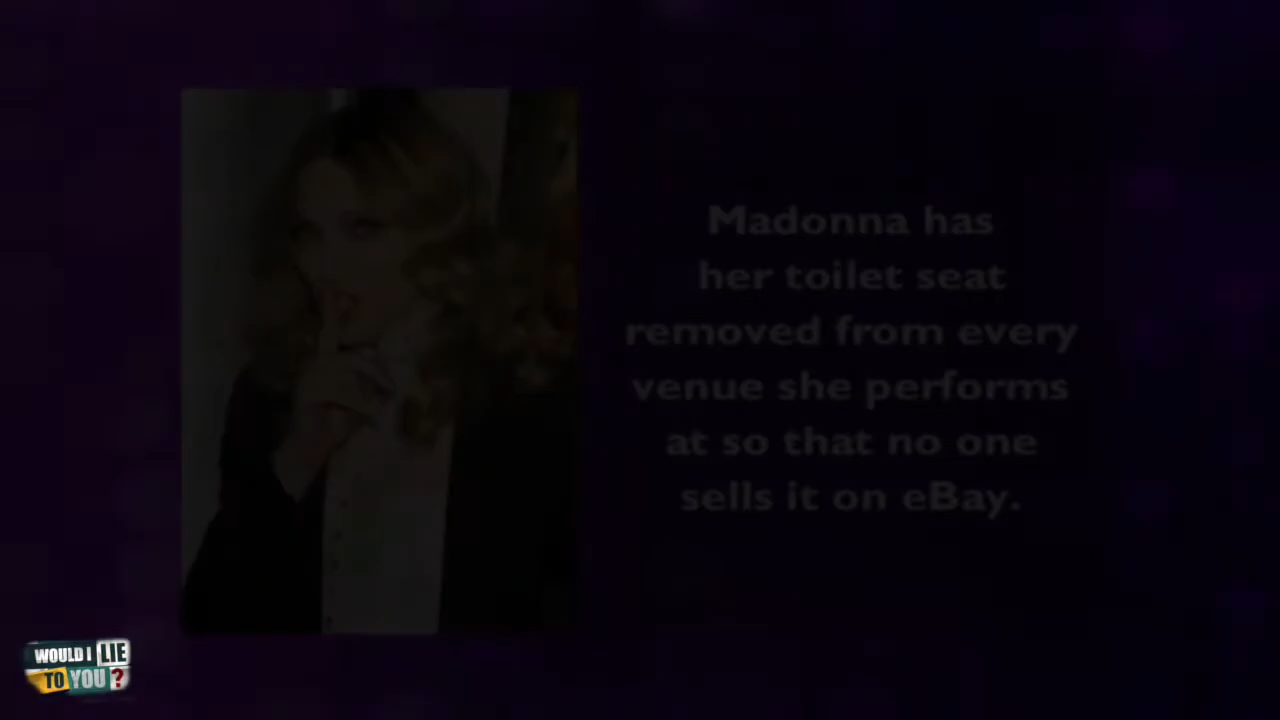 Madonna has
her toilet seat
removed from every
venue she performs
at so that no one
sells it on eBay.
WOULD I LIE
TO YOU?